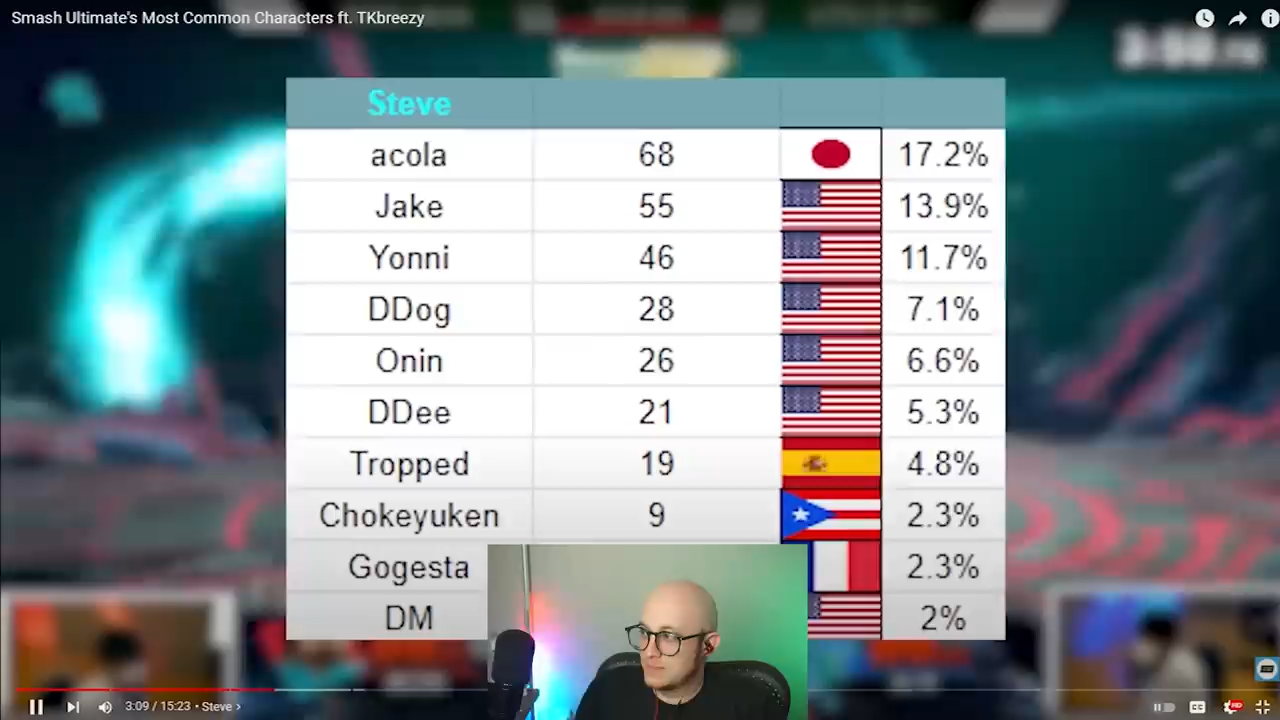 Smash Ultimate's Most Common Characters ft. TKbreezy
Steve
acola 68 17.2%
Jake 55 13.9%
Yonni 46 11.7%
DDog 28 7.1%
Onin 26 6.6%
DDee 21 5.3%
Tropped 19 4.8%
Chokeyuken 9 2.3%
Gogesta 2.3%
DM 2%
3:09 / 15:23 • Steve ›
CC
HD